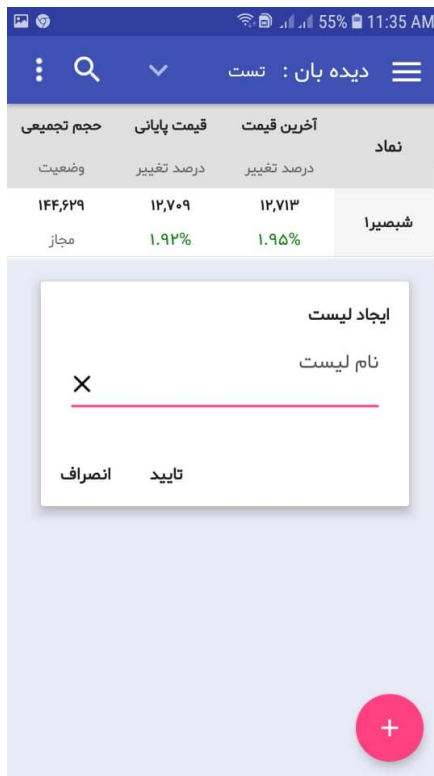 55% 11:35 AM
دیده بان : تست
نماد آخرین قیمت قیمت پایانی حجم تجمیعی
درصد تغییر درصد تغییر وضعیت
شبصیر۱ ۱۲,۷۱۳ ۱۲,۷۰۹ ۱۴۴,۶۲۹
۱.۹۵% ۱.۹۲% مجاز
ایجاد لیست
نام لیست
تایید انصراف